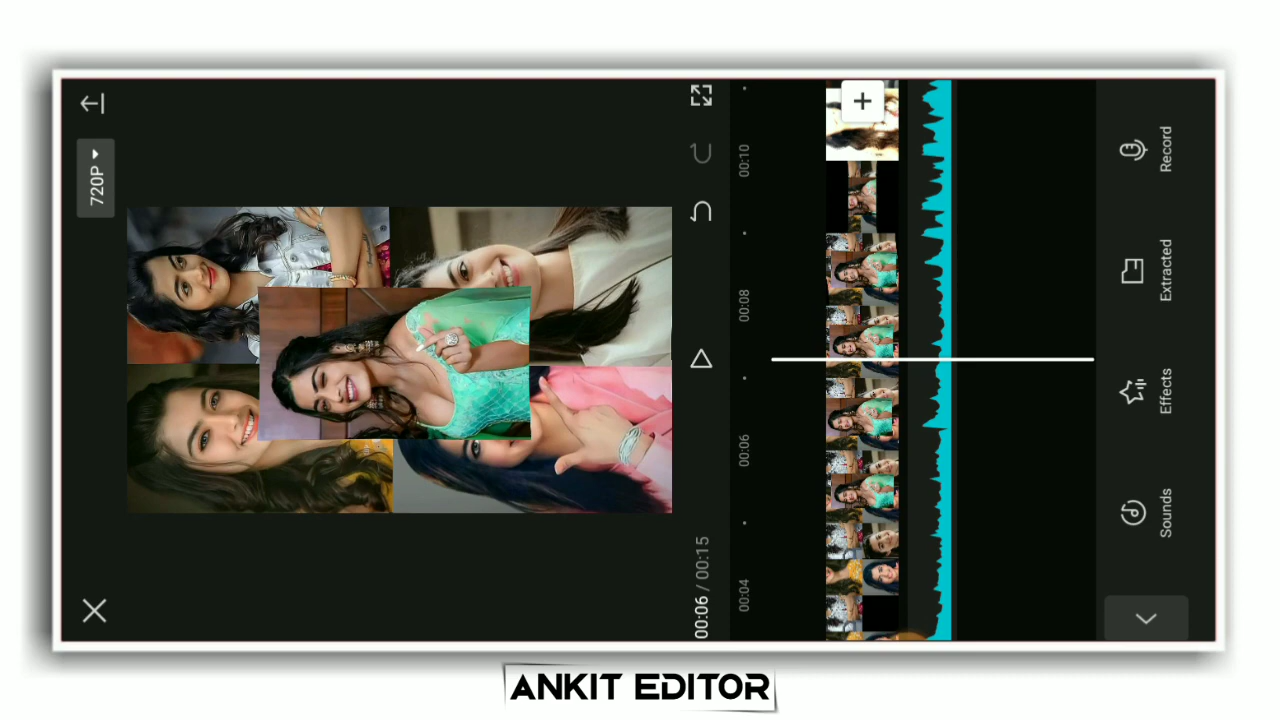 720P
00:06 / 00:15
00:04
00:06
00:08
00:10
Sounds
Effects
Extracted
Record
ANKIT EDITOR